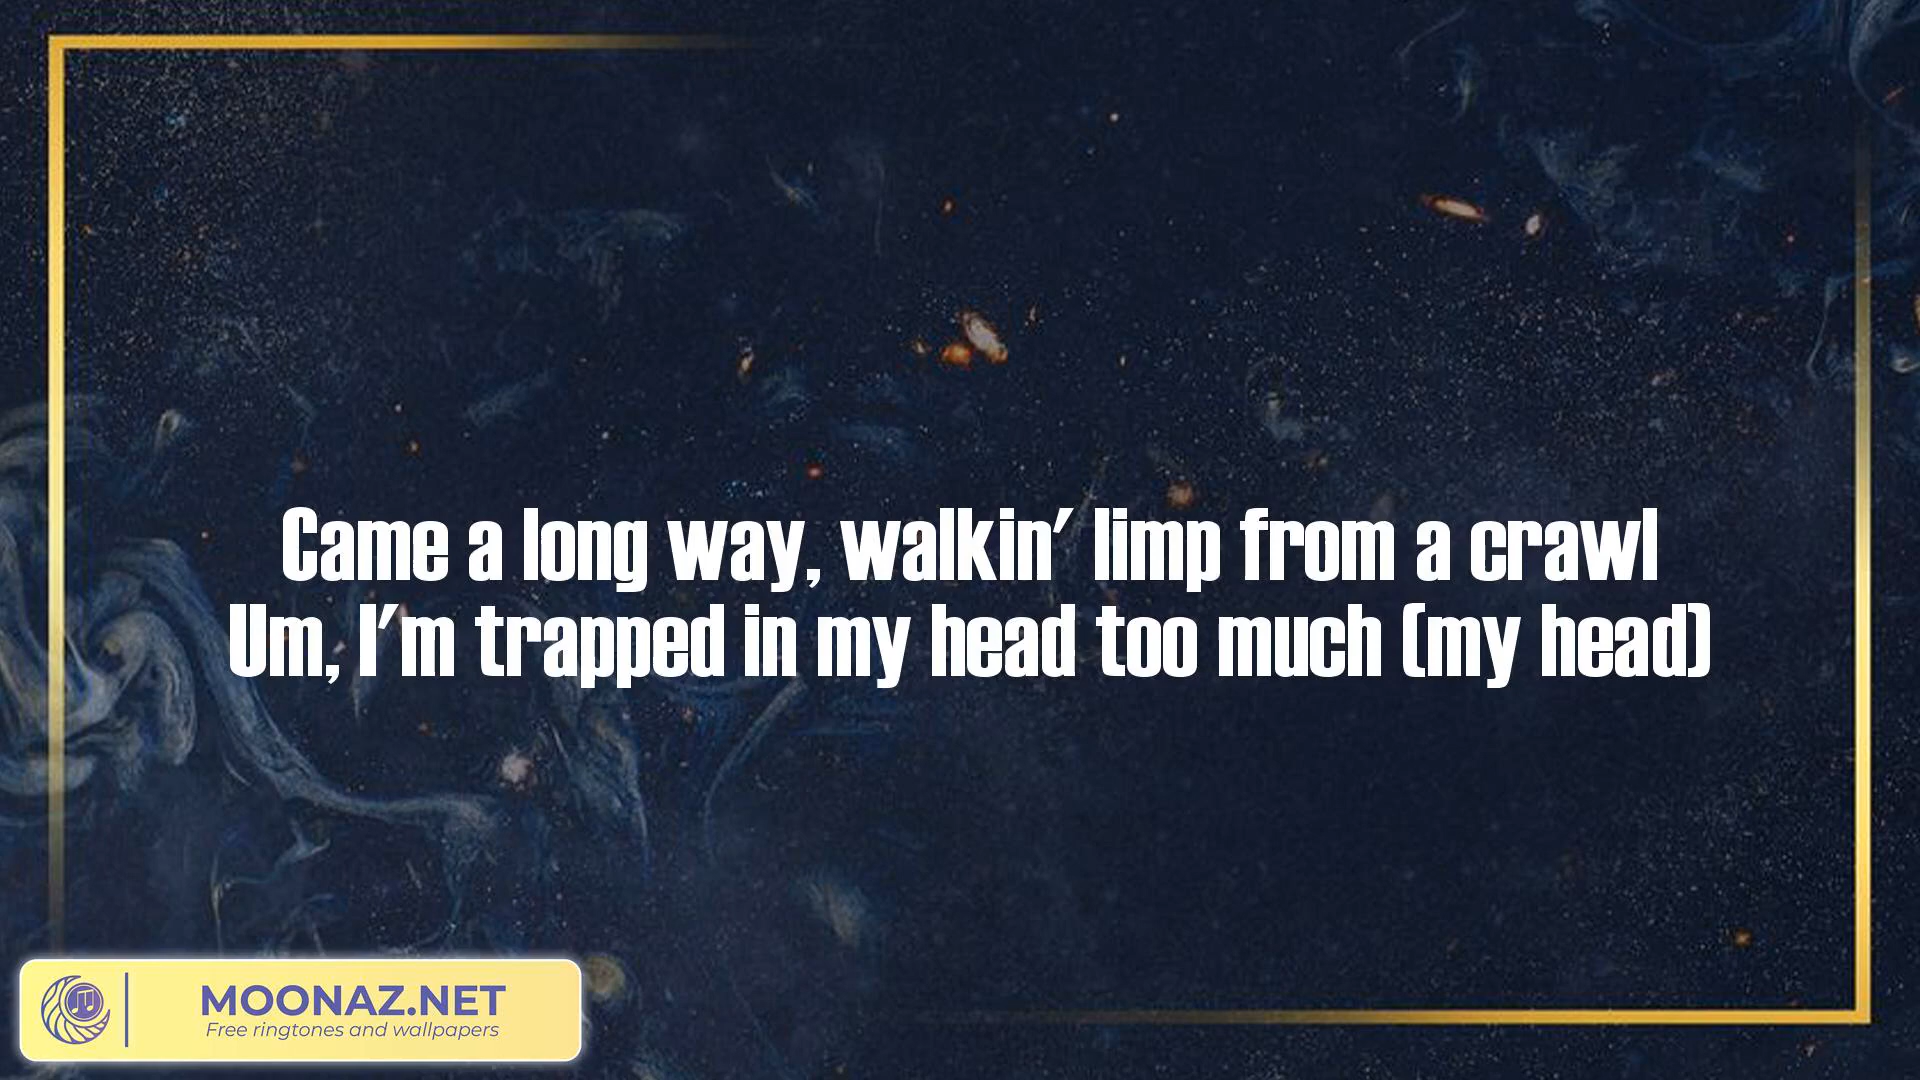 Came a long way, walkin' limp from a crawl
Um, I'm trapped in my head too much (my head)
MOONAZ.NET
Free ringtones and wallpapers